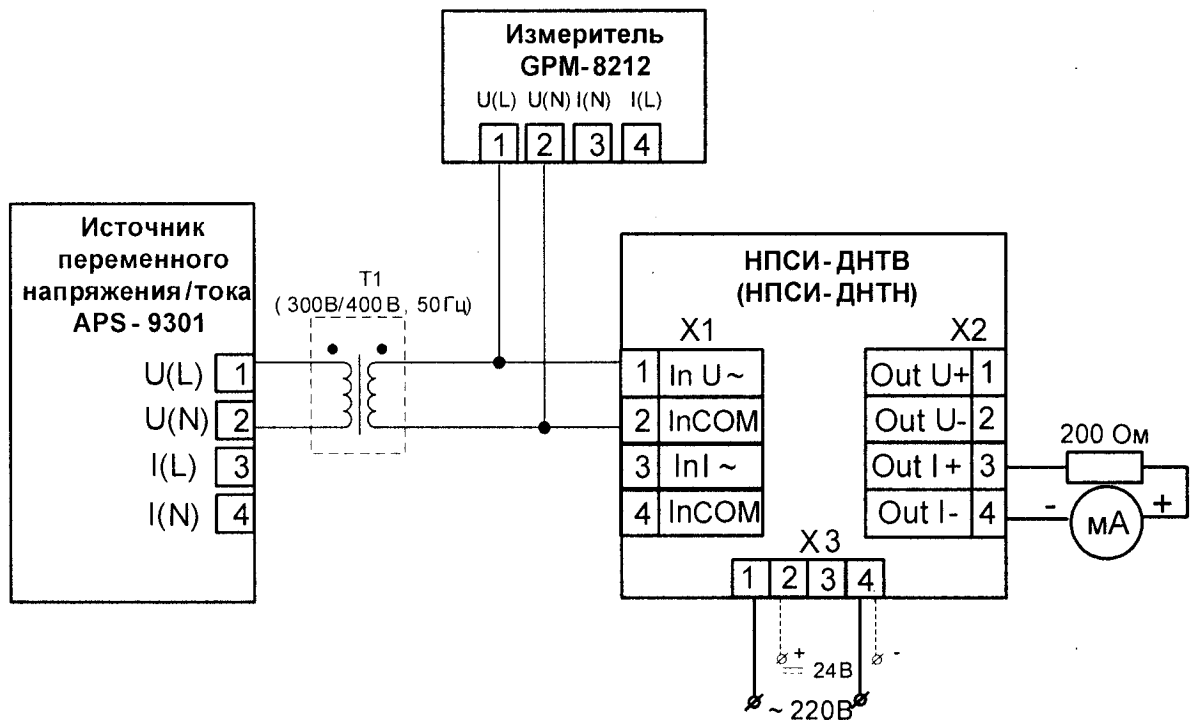 Измеритель
GPM-8212
U(L) U(N) I(N) I(L)
1 2 3 4
Источник
переменного
напряжения/тока
APS-9301
U(L) 1
U(N) 2
I(L) 3
I(N) 4
T1
(300В/400В, 50Гц)
НПСИ-ДНТВ
(НПСИ-ДНТН)
X1
1 In U~
2 InCOM
3 InI ~
4 InCOM
X2
Out U+ 1
Out U- 2
Out I+ 3
Out I- 4
200 Ом
- +
мА
X3
1 2 3 4
+ -
24В
~220В